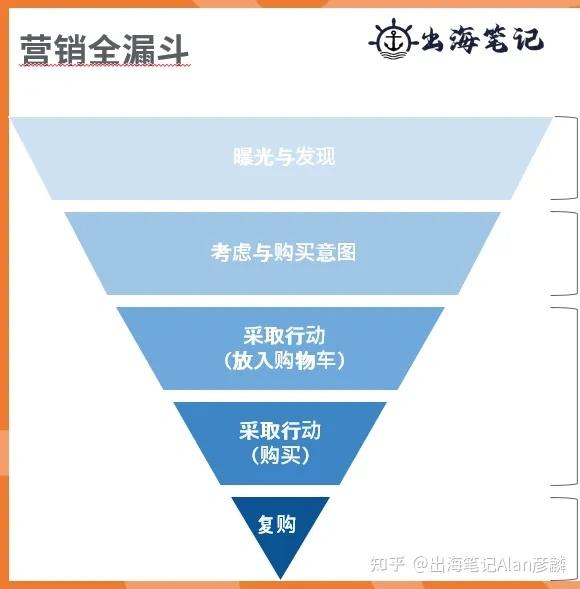 营销全漏斗
出海笔记
曝光与发现
考虑与购买意图
采取行动
（放入购物车）
采取行动
（购买）
复购
知乎 @出海笔记Alan彦麟